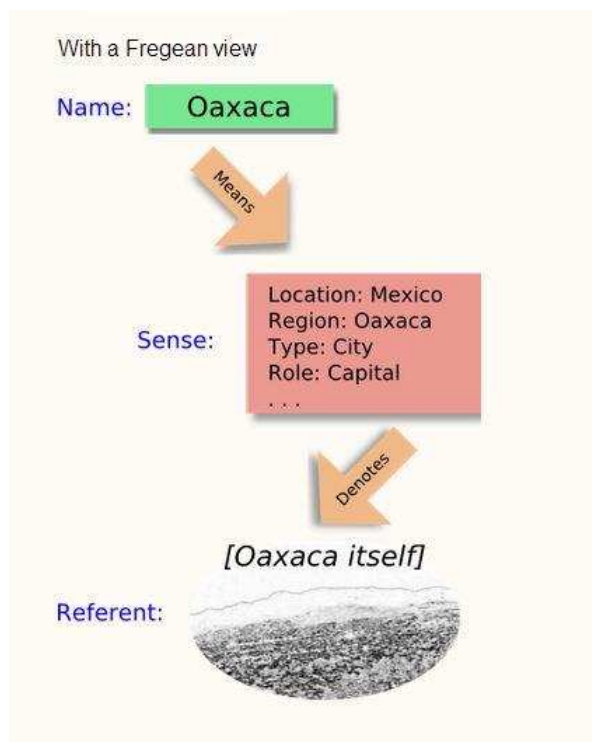 With a Fregean view
Name: Oaxaca
Means
Location: Mexico
Region: Oaxaca
Sense: Type: City
Role: Capital
. . .
Denotes
[Oaxaca itself]
Referent: